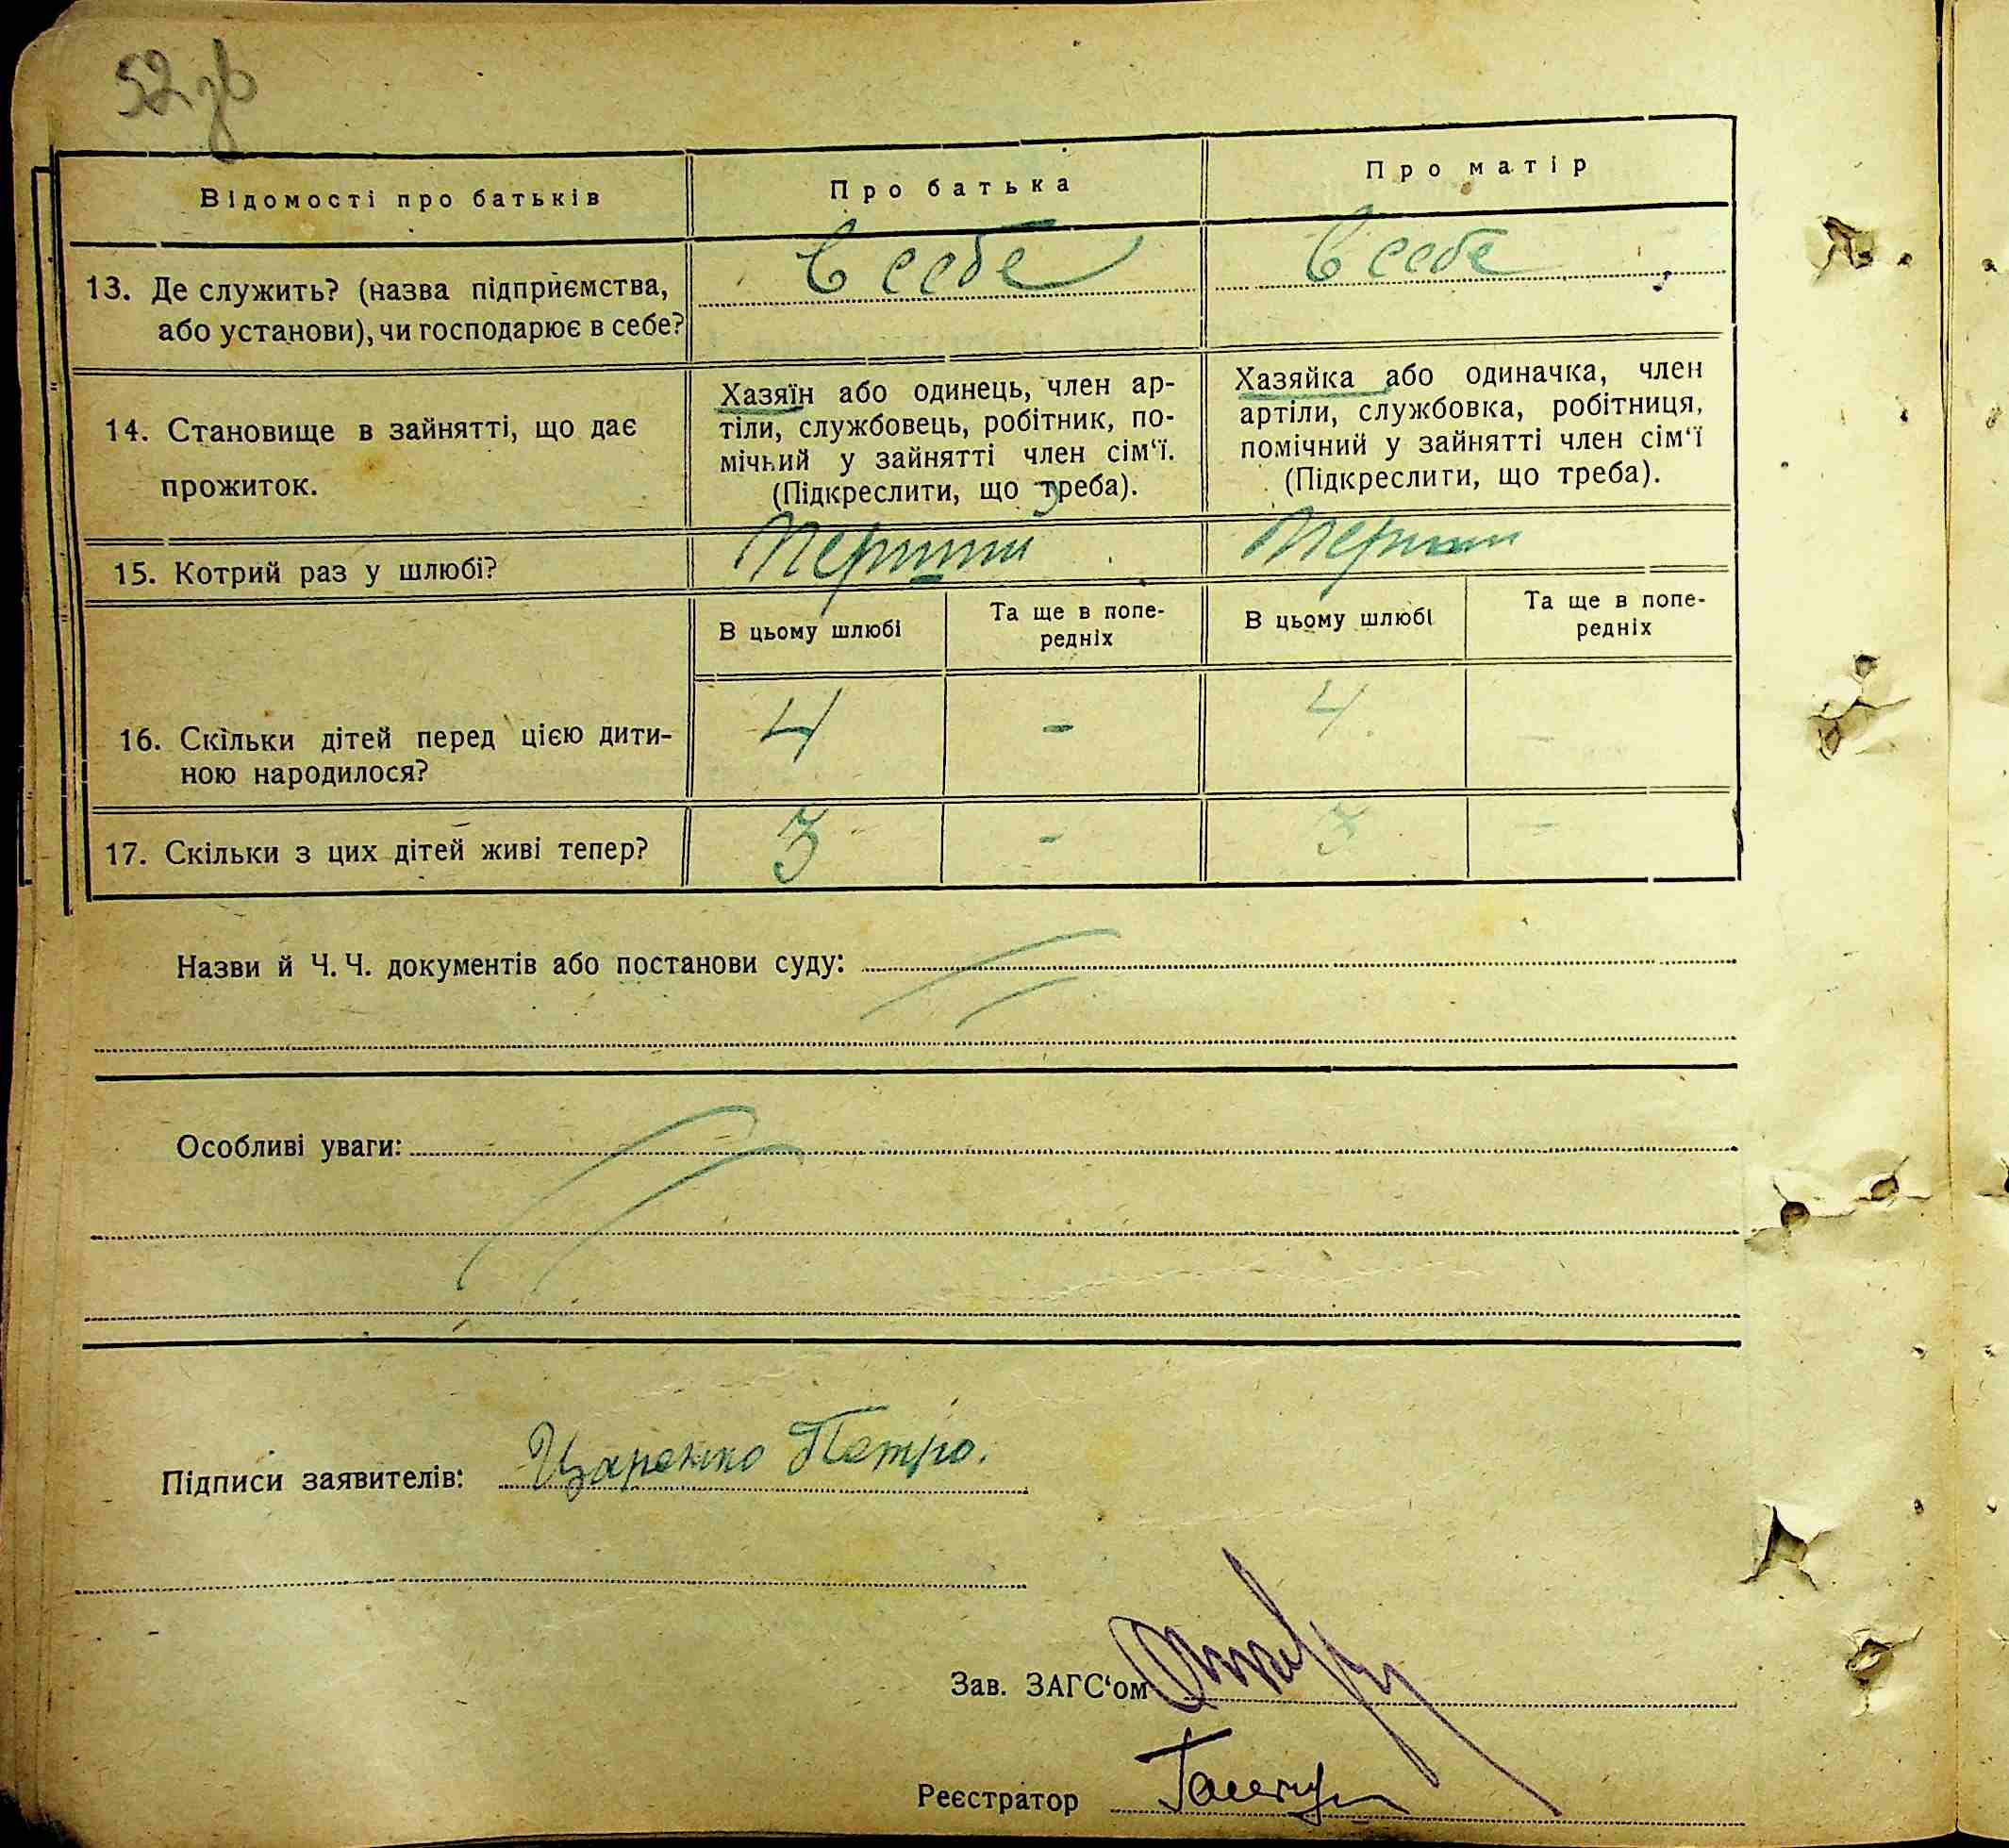 52зв
Відомості про батьків
Про батька
Про матір
13. Де служить? (назва підприємства,
або установи), чи господарює в себе?
в себе
в себе
14. Становище в зайнятті, що дає
прожиток.
Хазяїн або одинець, член ар-
тіли, службовець, робітник, по-
мічний у зайнятті член сім‘ї.
(Підкреслити, що треба).
Хазяйка або одиначка, член
артіли, службовка, робітниця,
помічний у зайнятті член сім‘ї
(Підкреслити, що треба).
15. Котрий раз у шлюбі?
Перший
Перший
В цьому шлюбі
Та ще в попе-
редніх
В цьому шлюбі
Та ще в попе-
редніх
16. Скільки дітей перед цією дити-
ною народилося?
4
-
4
-
17. Скільки з цих дітей живі тепер?
3
-
3
-
Назви й Ч. Ч. документів або постанови суду:
Особливі уваги:
Підписи заявителів: Царенко Петро.
Зав. ЗАГС‘ом
Реєстратор